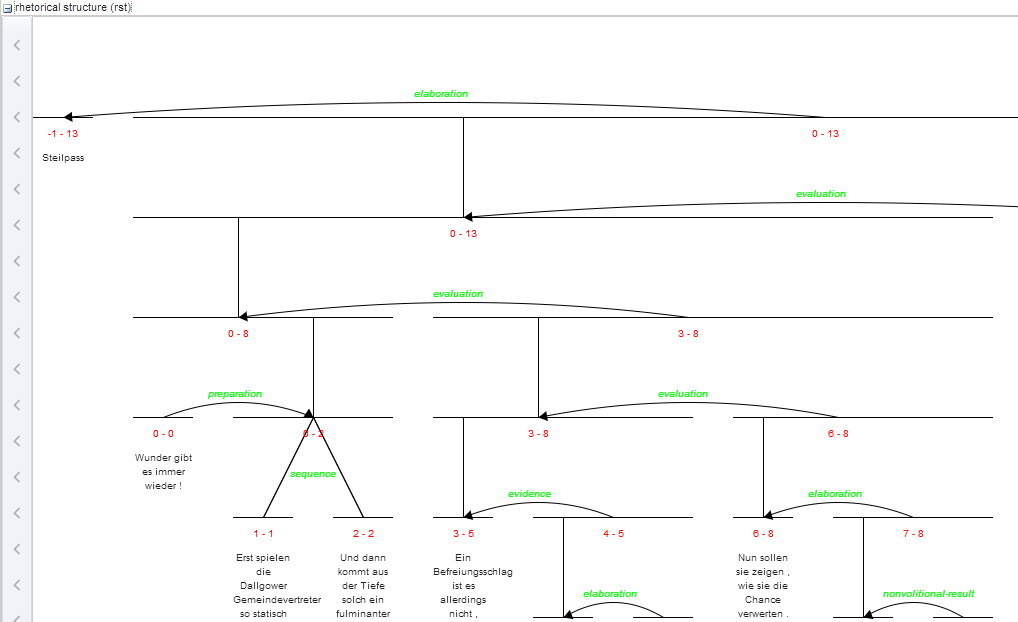 rhetorical structure (rst)
elaboration
-1 - 13
0 - 13
Steilpass
evaluation
0 - 13
evaluation
0 - 8
3 - 8
preparation
evaluation
0 - 0
0 - 2
3 - 8
6 - 8
Wunder gibt
es immer
wieder !
sequence
evidence
elaboration
1 - 1
2 - 2
3 - 5
4 - 5
6 - 8
7 - 8
Erst spielen
die
Dallgower
Gemeindevertreter
so statisch
Und dann
kommt aus
der Tiefe
solch ein
fulminanter
Ein
Befreiungsschlag
ist es
allerdings
nicht ,
Nun sollen
sie zeigen ,
wie sie die
Chance
verwerten .
elaboration
nonvolitional-result